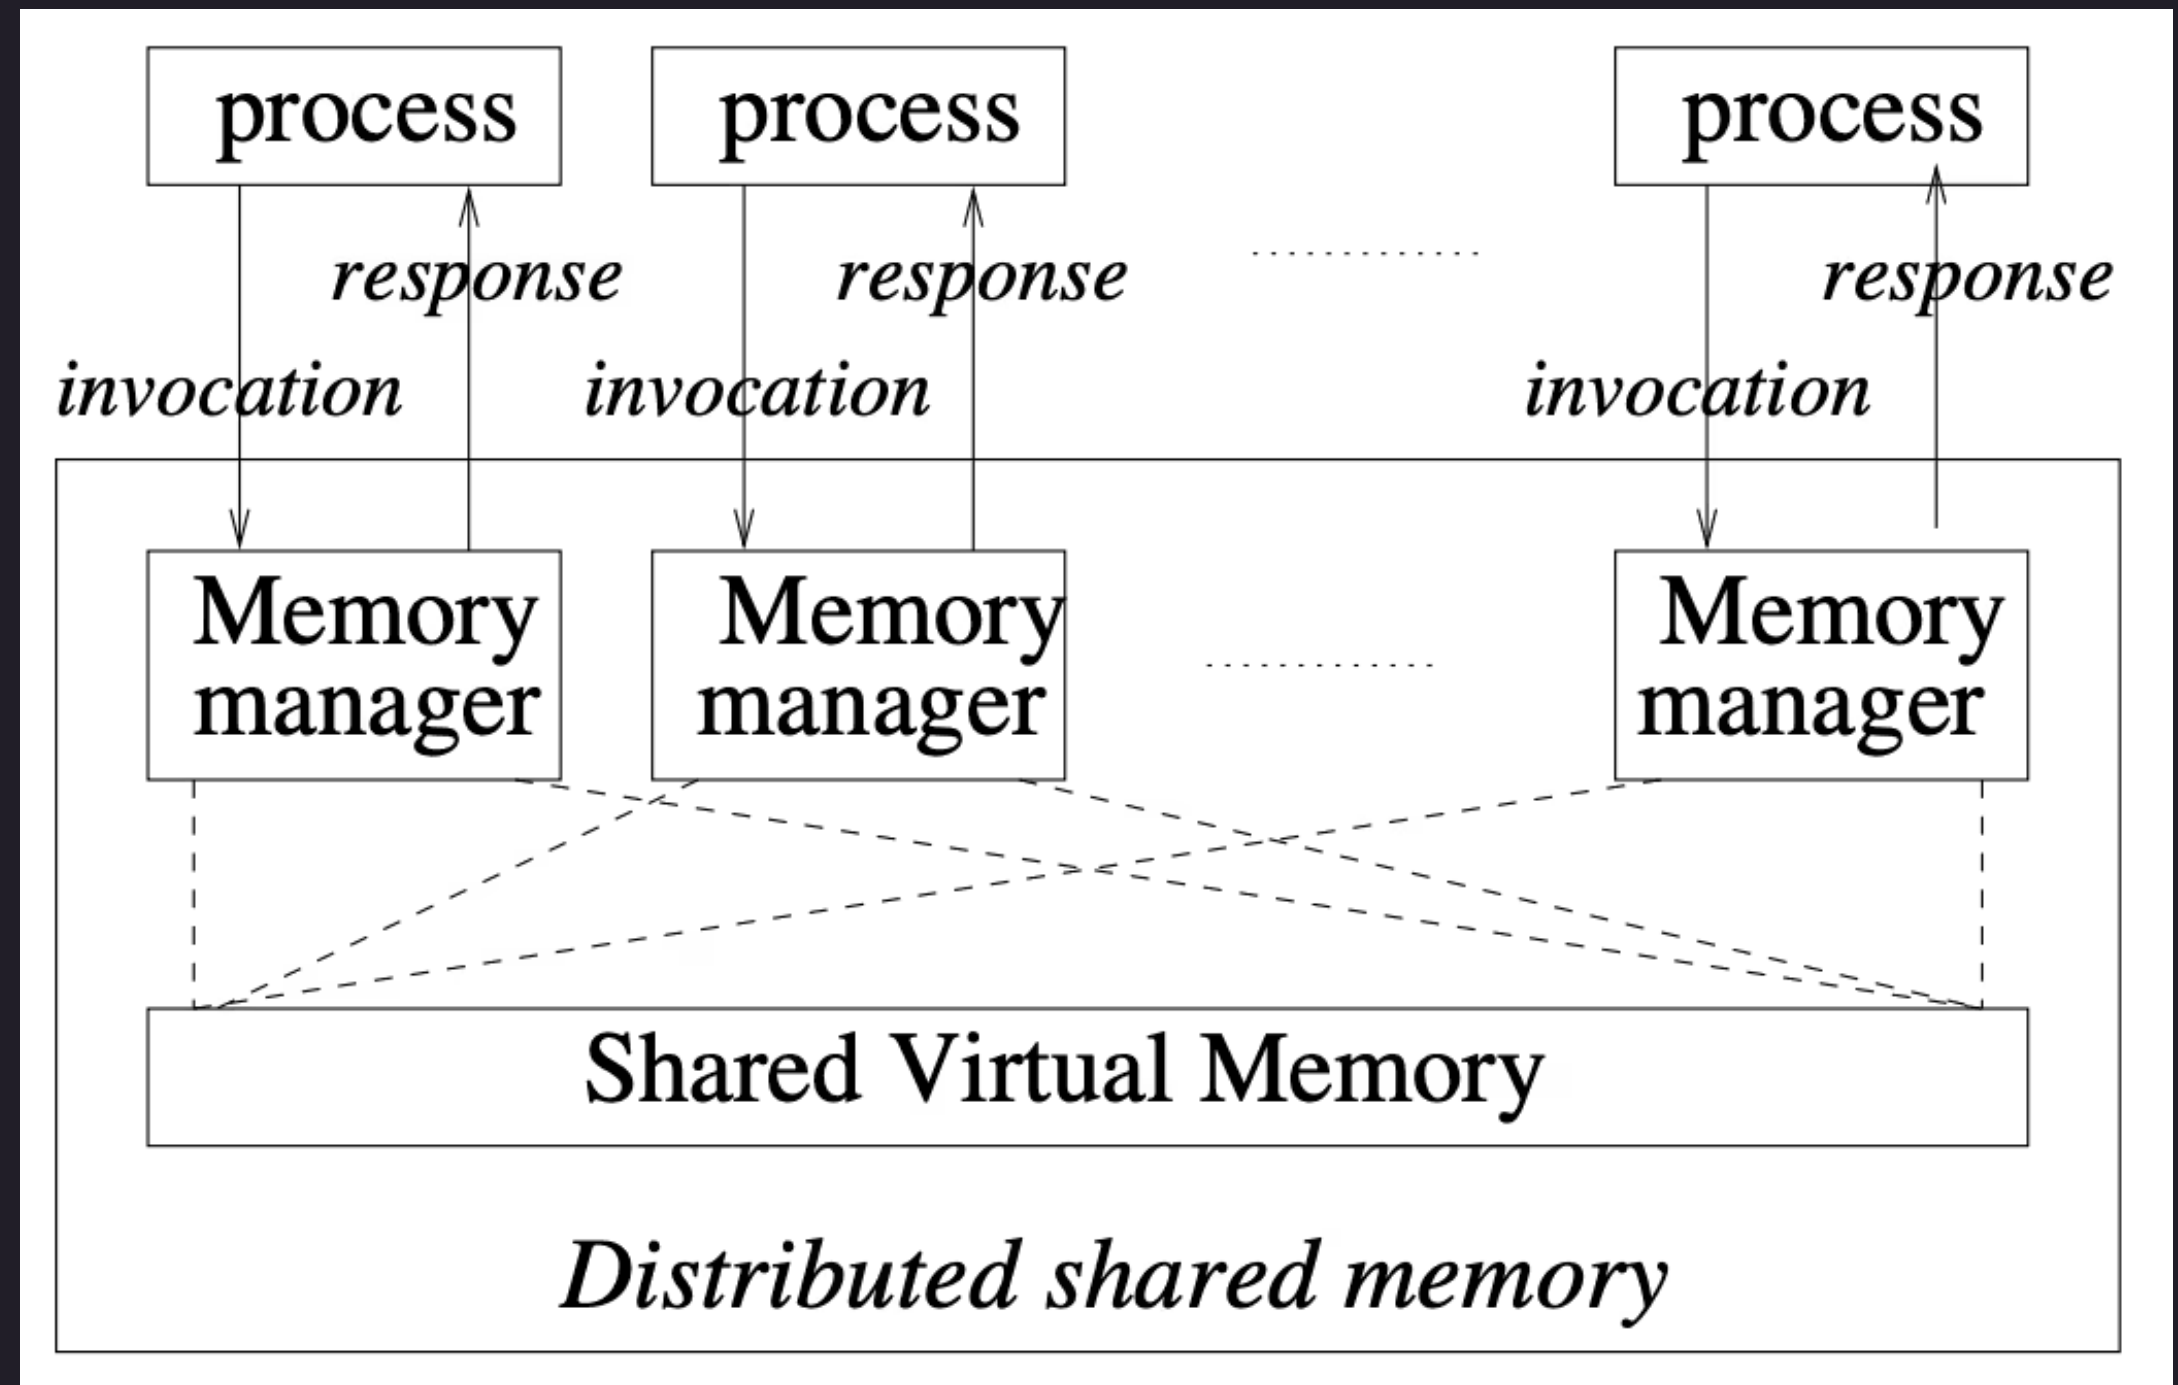 process process process
response response response
invocation invocation invocation
Memory Memory Memory
manager manager manager
Shared Virtual Memory
Distributed shared memory